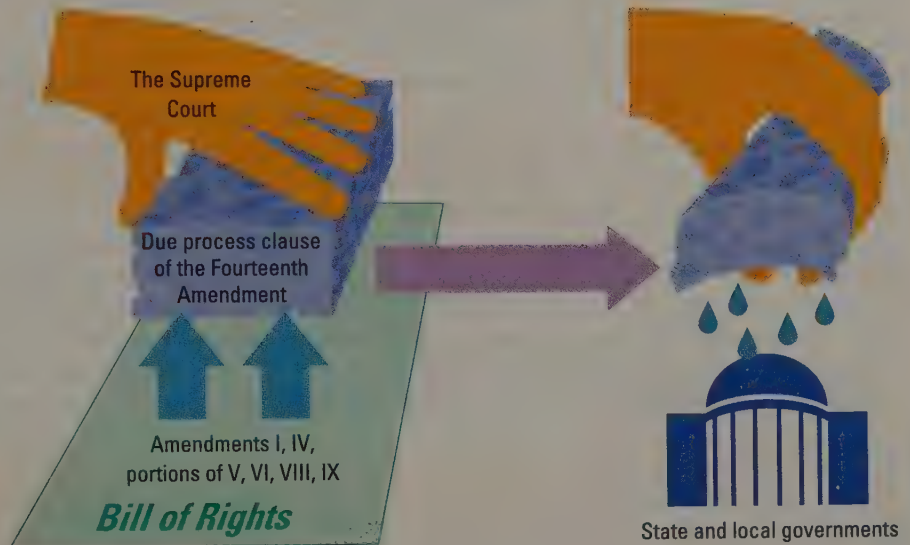 The Supreme
Court
Due process clause
of the Fourteenth
Amendment
Amendments I, IV,
portions of V, VI, VIII, IX
Bill of Rights
State and local governments